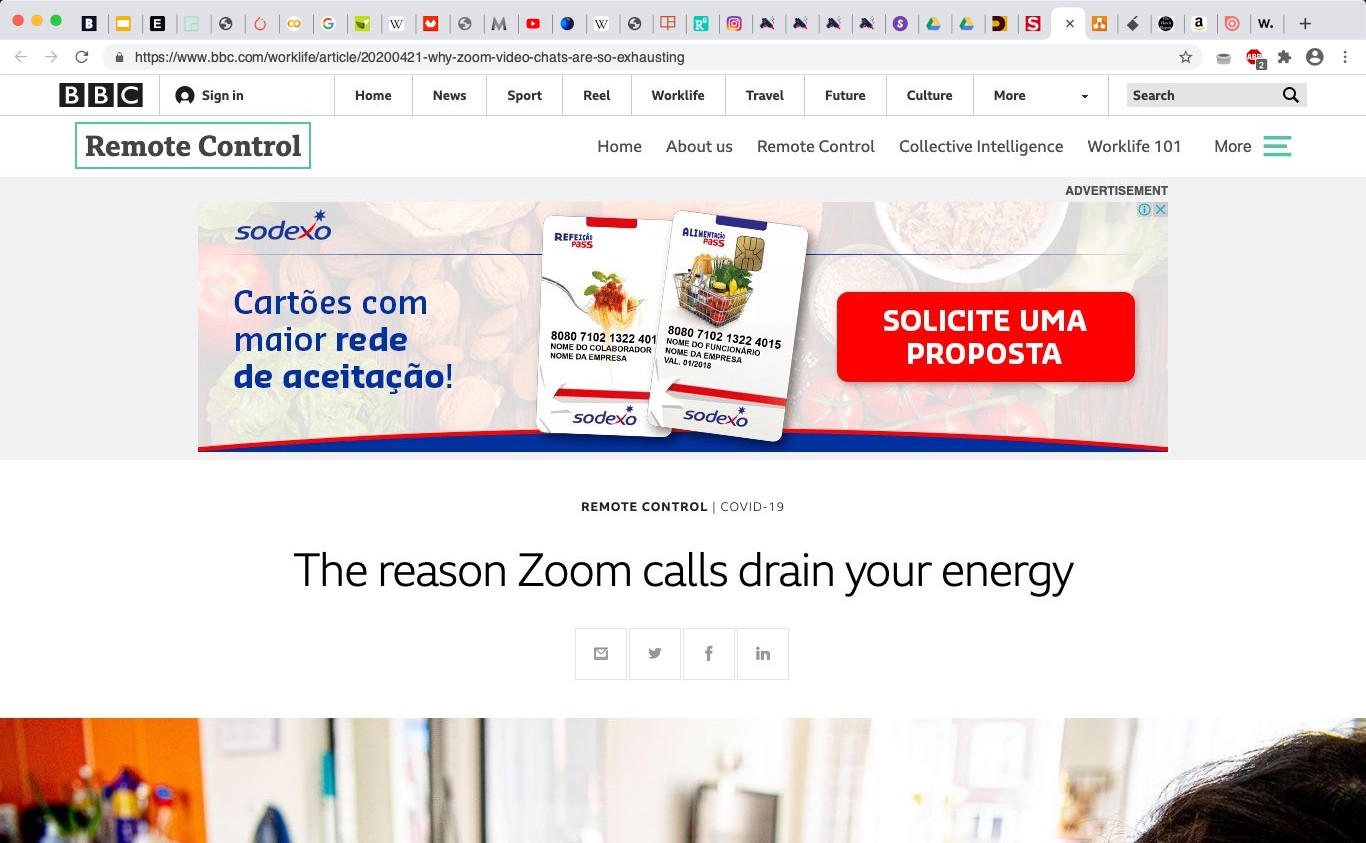 https://www.bbc.com/worklife/article/20200421-why-zoom-video-chats-are-so-exhausting
2
BBC
Sign in
Home
News
Sport
Reel
Worklife
Travel
Future
Culture
More
Search
Remote Control
Home
About us
Remote Control
Collective Intelligence
Worklife 101
More
ADVERTISEMENT
sodexo
Cartões com
maior rede
de aceitação!
REFEIÇÃO
PASS
8080 7102 1322 401
NOME DO COLABORADOR
NOME DA EMPRESA
sodexo
ALIMENTAÇÃO
PASS
8080 7102 1322 4015
NOME DO FUNCIONÁRIO
NOME DA EMPRESA
VAL. 01/2018
sodexo
SOLICITE UMA
PROPOSTA
REMOTE CONTROL | COVID-19
The reason Zoom calls drain your energy